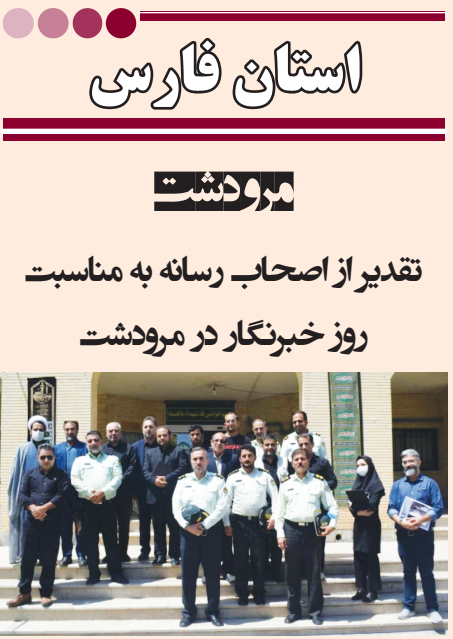 استان فارس
مرودشت
تقدیر از اصحاب رسانه به مناسبت
روز خبرنگار در مرودشت